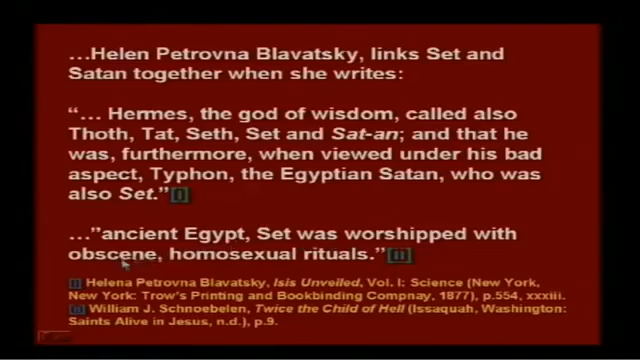 ...Helen Petrovna Blavatsky, links Set and
Satan together when she writes:
"... Hermes, the god of wisdom, called also
Thoth, Tat, Seth, Set and Sat-an; and that he
was, furthermore, when viewed under his bad
aspect, Typhon, the Egyptian Satan, who was
also Set."[i]
..."ancient Egypt, Set was worshipped with
obscene, homosexual rituals."[ii]
[i] Helena Petrovna Blavatsky, Isis Unveiled, Vol. I: Science (New York,
New York: Trow's Printing and Bookbinding Compnay, 1877), p.554, xxxiii.
[ii] William J. Schnoebelen, Twice the Child of Hell (Issaquah, Washington:
Saints Alive in Jesus, n.d.), p.9.